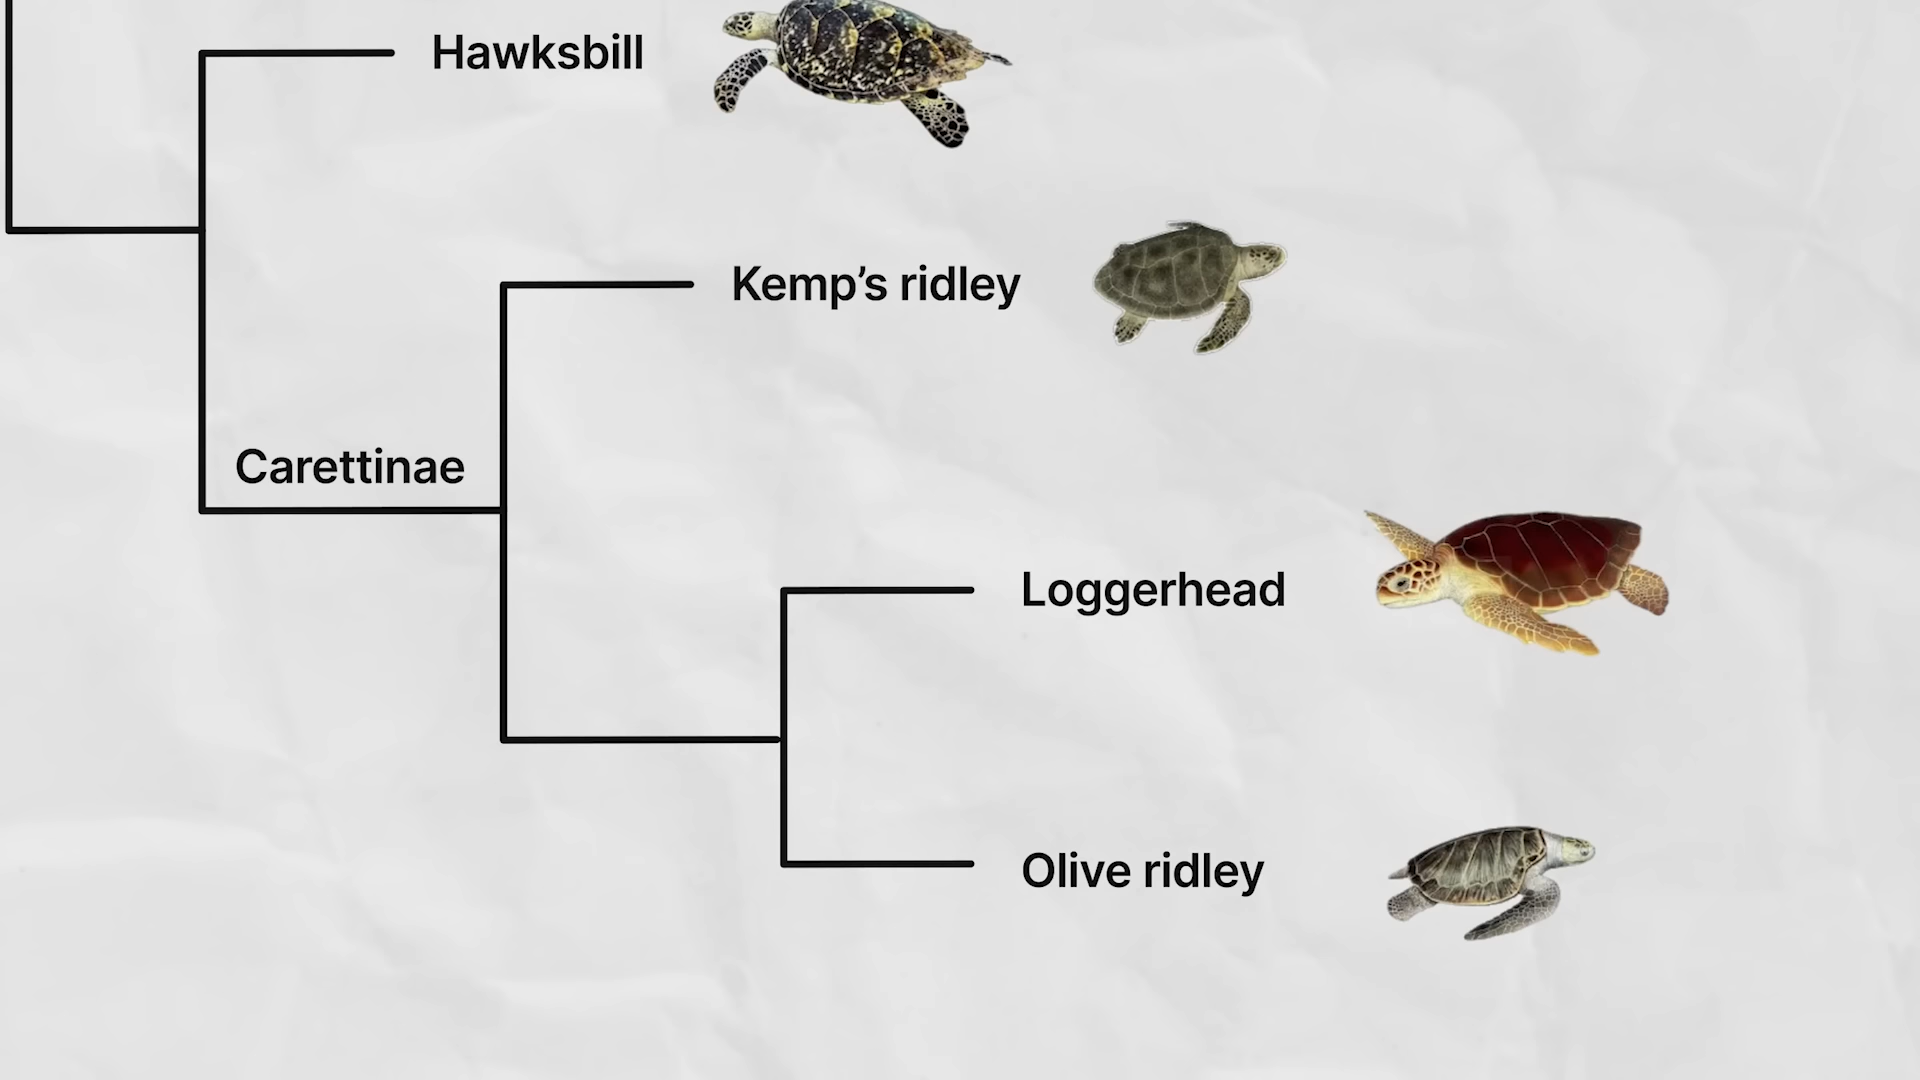 Hawksbill
Kemp’s ridley
Carettinae
Loggerhead
Olive ridley